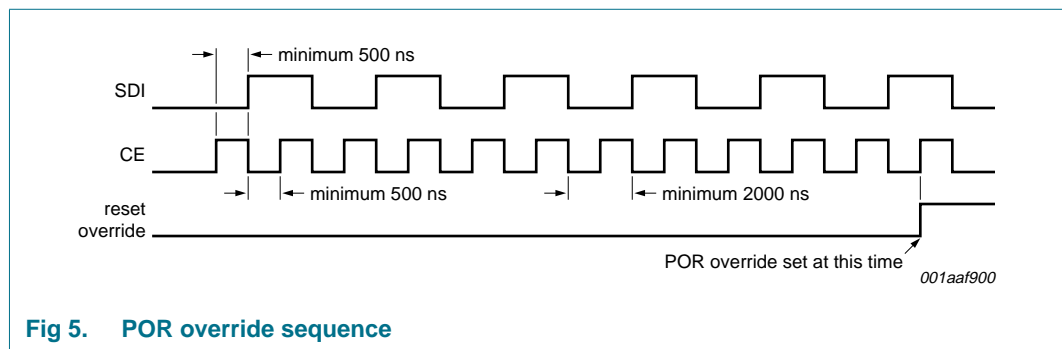 minimum 500 ns
SDI
CE
minimum 500 ns
minimum 2000 ns
reset
override
POR override set at this time
001aaf900
Fig 5. POR override sequence